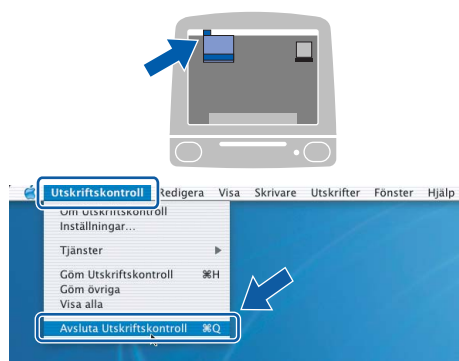 Utskriftskontroll Redigera Visa Skrivare Utskrifter Fönster Hjälp
Om Utskriftskontroll
Inställningar...
Tjänster
Göm Utskriftskontroll ⌘H
Göm övriga
Visa alla
Avsluta Utskriftskontroll ⌘Q